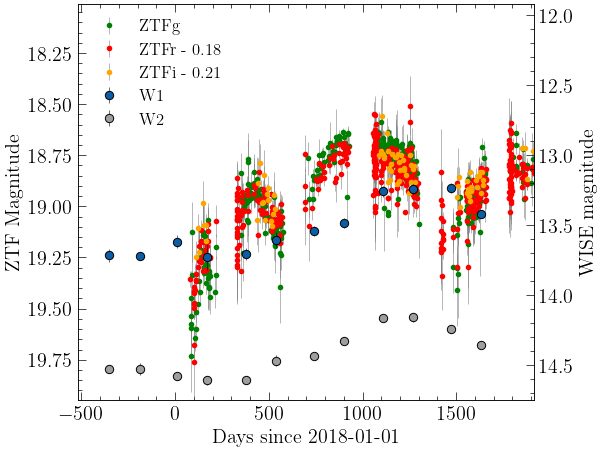 ZTFg
ZTFr - 0.18
ZTFi - 0.21
W1
W2
18.25
18.50
18.75
19.00
19.25
19.50
19.75
ZTF Magnitude
12.0
12.5
13.0
13.5
14.0
14.5
WISE magnitude
−500
0
500
1000
1500
Days since 2018-01-01